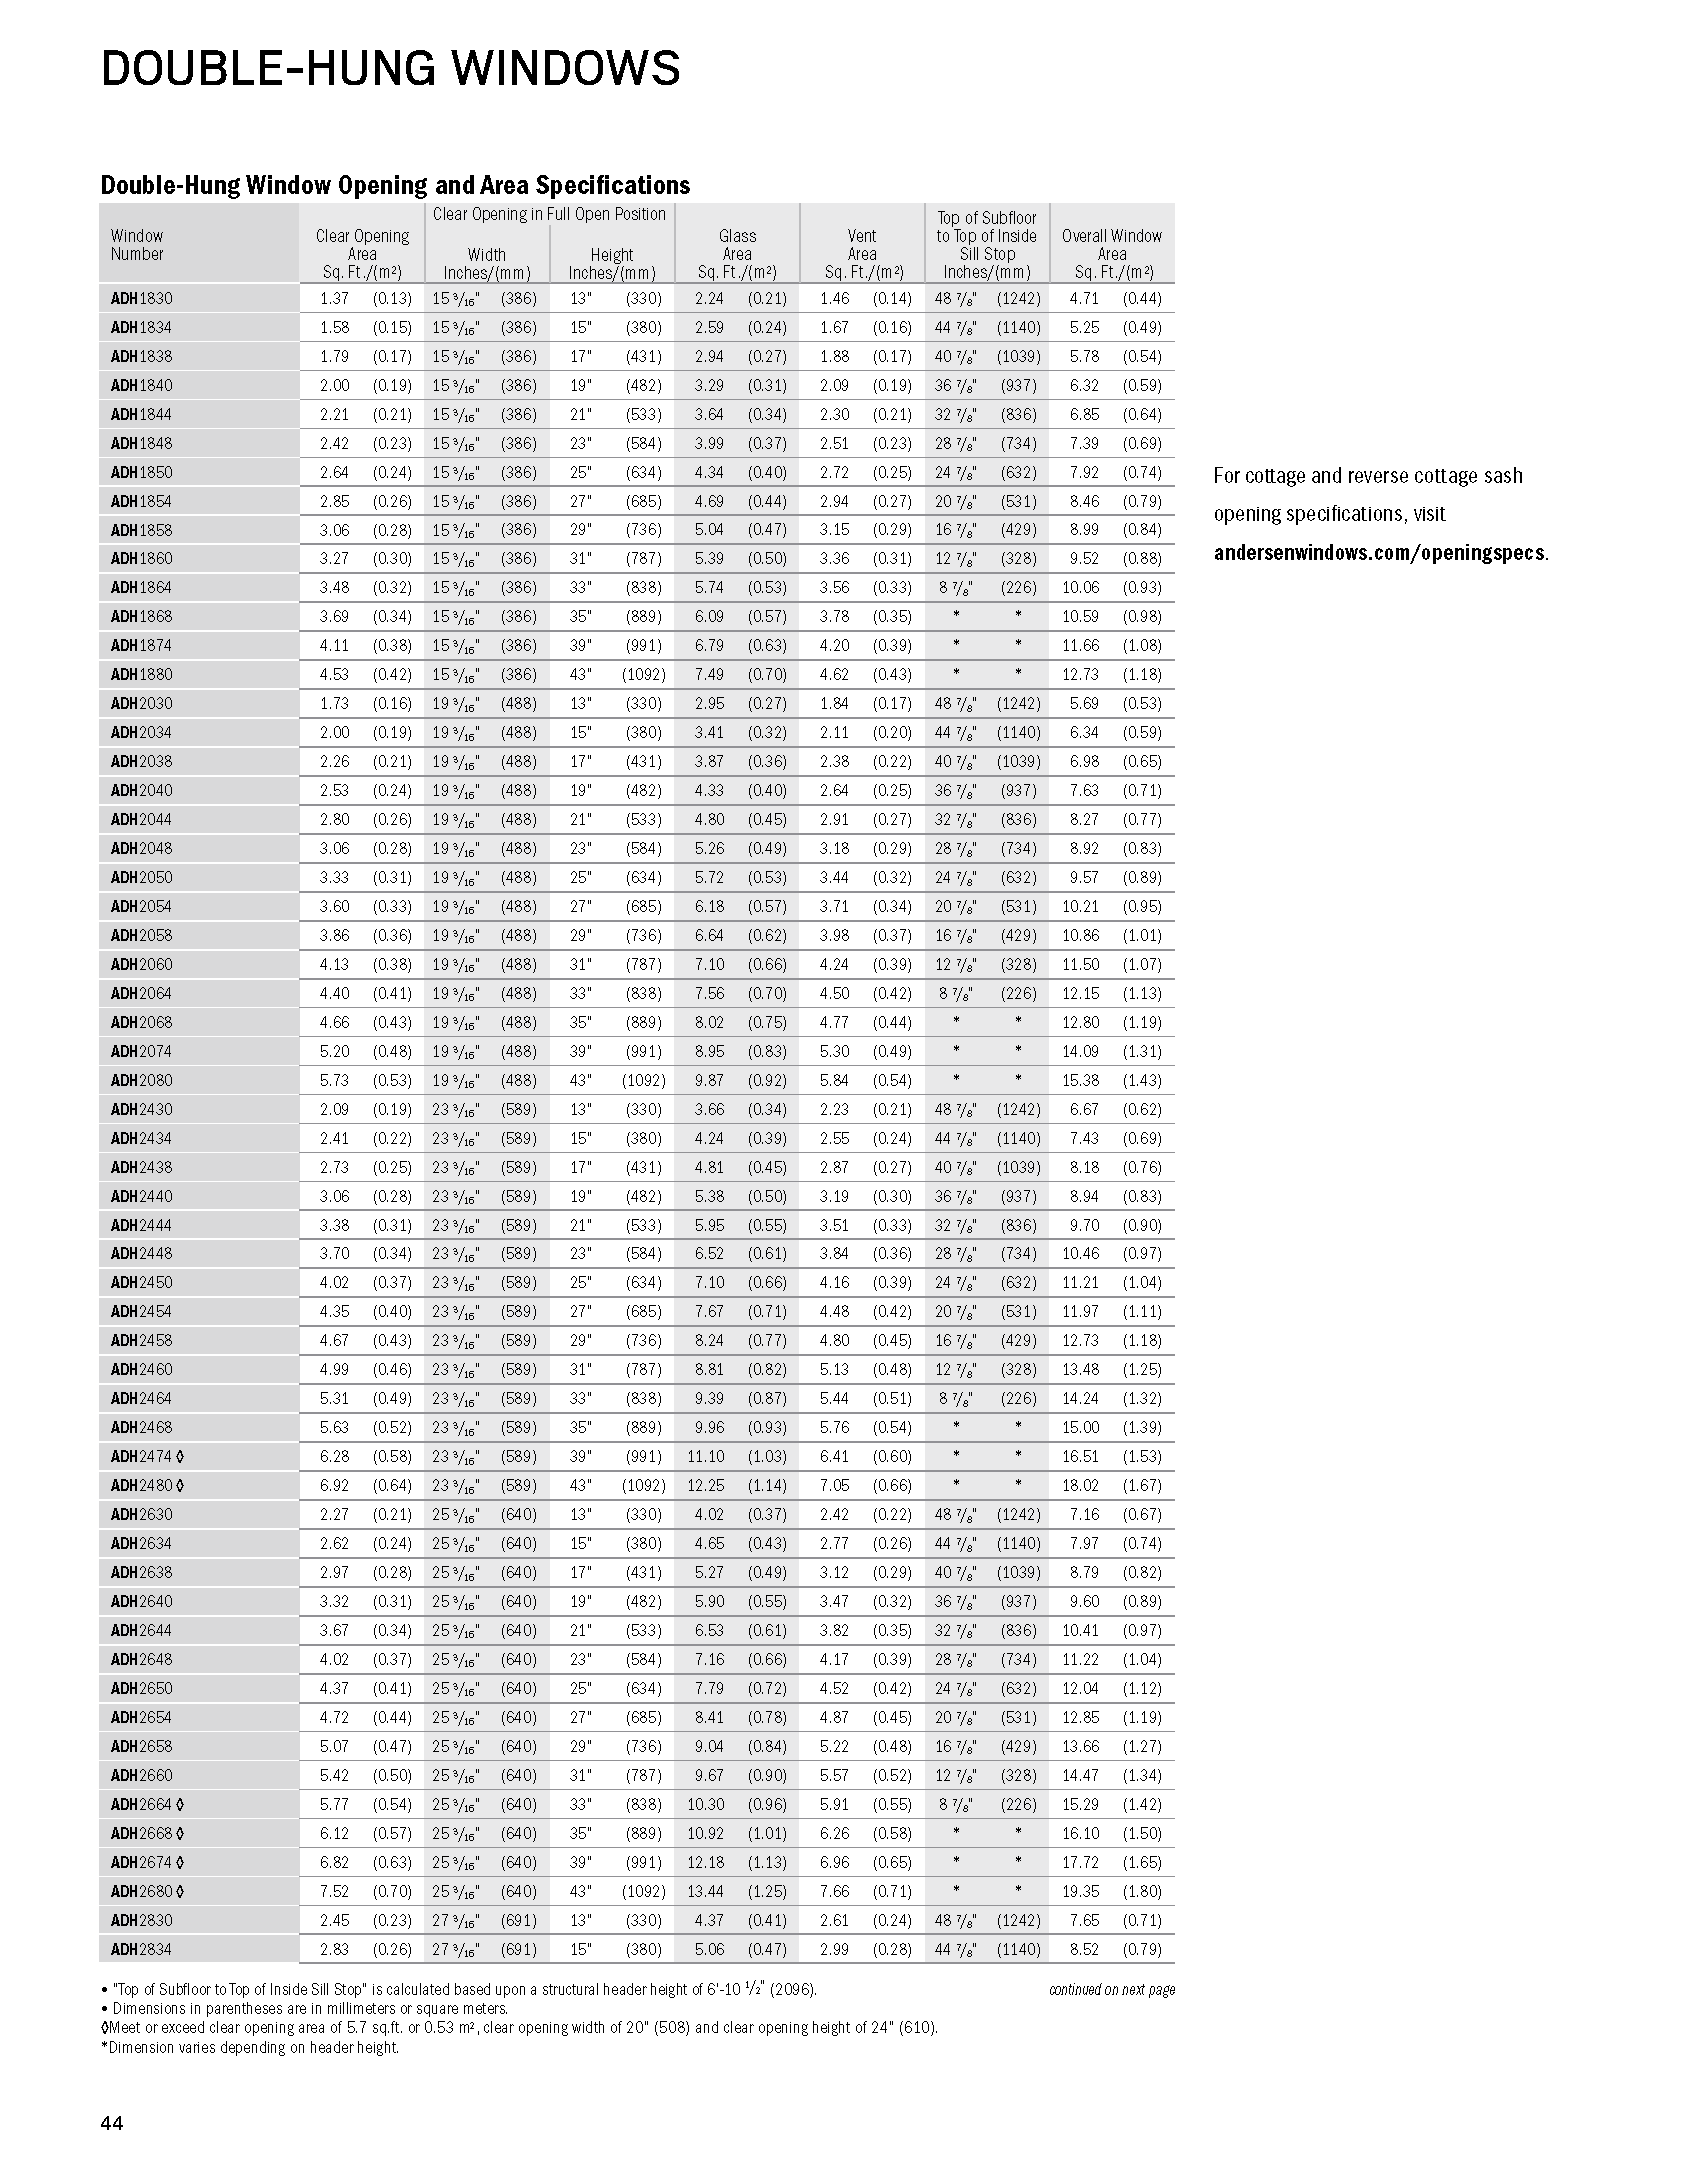 DOUBLE-HUNG WINDOWS
Double-Hung Window Opening and Area Specifications
Window Number Clear Opening Area Sq. Ft./(m²) Clear Opening in Full Open Position Width Inches/(mm) Height Inches/(mm) Glass Area Sq. Ft./(m²) Vent Area Sq. Ft./(m²) Top of Subfloor to Top of Inside Sill Stop Inches/(mm) Overall Window Area Sq. Ft./(m²)
ADH1830 1.37 (0.13) 15 3/16" (386) 13" (330) 2.24 (0.21) 1.46 (0.14) 48 7/8" (1242) 4.71 (0.44)
ADH1834 1.58 (0.15) 15 3/16" (386) 15" (380) 2.59 (0.24) 1.67 (0.16) 44 7/8" (1140) 5.25 (0.49)
ADH1838 1.79 (0.17) 15 3/16" (386) 17" (431) 2.94 (0.27) 1.88 (0.17) 40 7/8" (1039) 5.78 (0.54)
ADH1840 2.00 (0.19) 15 3/16" (386) 19" (482) 3.29 (0.31) 2.09 (0.19) 36 7/8" (937) 6.32 (0.59)
ADH1844 2.21 (0.21) 15 3/16" (386) 21" (533) 3.64 (0.34) 2.30 (0.21) 32 7/8" (836) 6.85 (0.64)
ADH1848 2.42 (0.23) 15 3/16" (386) 23" (584) 3.99 (0.37) 2.51 (0.23) 28 7/8" (734) 7.39 (0.69)
ADH1850 2.64 (0.24) 15 3/16" (386) 25" (634) 4.34 (0.40) 2.72 (0.25) 24 7/8" (632) 7.92 (0.74)
ADH1854 2.85 (0.26) 15 3/16" (386) 27" (685) 4.69 (0.44) 2.94 (0.27) 20 7/8" (531) 8.46 (0.79)
ADH1858 3.06 (0.28) 15 3/16" (386) 29" (736) 5.04 (0.47) 3.15 (0.29) 16 7/8" (429) 8.99 (0.84)
ADH1860 3.27 (0.30) 15 3/16" (386) 31" (787) 5.39 (0.50) 3.36 (0.31) 12 7/8" (328) 9.52 (0.88)
ADH1864 3.48 (0.32) 15 3/16" (386) 33" (838) 5.74 (0.53) 3.56 (0.33) 8 7/8" (226) 10.06 (0.93)
ADH1868 3.69 (0.34) 15 3/16" (386) 35" (889) 6.09 (0.57) 3.78 (0.35) * * 10.59 (0.98)
ADH1874 4.11 (0.38) 15 3/16" (386) 39" (991) 6.79 (0.63) 4.20 (0.39) * * 11.66 (1.08)
ADH1880 4.53 (0.42) 15 3/16" (386) 43" (1092) 7.49 (0.70) 4.62 (0.43) * * 12.73 (1.18)
ADH2030 1.73 (0.16) 19 3/16" (488) 13" (330) 2.95 (0.27) 1.84 (0.17) 48 7/8" (1242) 5.69 (0.53)
ADH2034 2.00 (0.19) 19 3/16" (488) 15" (380) 3.41 (0.32) 2.11 (0.20) 44 7/8" (1140) 6.34 (0.59)
ADH2038 2.26 (0.21) 19 3/16" (488) 17" (431) 3.87 (0.36) 2.38 (0.22) 40 7/8" (1039) 6.98 (0.65)
ADH2040 2.53 (0.24) 19 3/16" (488) 19" (482) 4.33 (0.40) 2.64 (0.25) 36 7/8" (937) 7.63 (0.71)
ADH2044 2.80 (0.26) 19 3/16" (488) 21" (533) 4.80 (0.45) 2.91 (0.27) 32 7/8" (836) 8.27 (0.77)
ADH2048 3.06 (0.28) 19 3/16" (488) 23" (584) 5.26 (0.49) 3.18 (0.29) 28 7/8" (734) 8.92 (0.83)
ADH2050 3.33 (0.31) 19 3/16" (488) 25" (634) 5.72 (0.53) 3.44 (0.32) 24 7/8" (632) 9.57 (0.89)
ADH2054 3.60 (0.33) 19 3/16" (488) 27" (685) 6.18 (0.57) 3.71 (0.34) 20 7/8" (531) 10.21 (0.95)
ADH2058 3.86 (0.36) 19 3/16" (488) 29" (736) 6.64 (0.62) 3.98 (0.37) 16 7/8" (429) 10.86 (1.01)
ADH2060 4.13 (0.38) 19 3/16" (488) 31" (787) 7.10 (0.66) 4.24 (0.39) 12 7/8" (328) 11.50 (1.07)
ADH2064 4.40 (0.41) 19 3/16" (488) 33" (838) 7.56 (0.70) 4.50 (0.42) 8 7/8" (226) 12.15 (1.13)
ADH2068 4.66 (0.43) 19 3/16" (488) 35" (889) 8.02 (0.75) 4.77 (0.44) * * 12.80 (1.19)
ADH2074 5.20 (0.48) 19 3/16" (488) 39" (991) 8.95 (0.83) 5.30 (0.49) * * 14.09 (1.31)
ADH2080 5.73 (0.53) 19 3/16" (488) 43" (1092) 9.87 (0.92) 5.84 (0.54) * * 15.38 (1.43)
ADH2430 2.09 (0.19) 23 3/16" (589) 13" (330) 3.66 (0.34) 2.23 (0.21) 48 7/8" (1242) 6.67 (0.62)
ADH2434 2.41 (0.22) 23 3/16" (589) 15" (380) 4.24 (0.39) 2.55 (0.24) 44 7/8" (1140) 7.43 (0.69)
ADH2438 2.73 (0.25) 23 3/16" (589) 17" (431) 4.81 (0.45) 2.87 (0.27) 40 7/8" (1039) 8.18 (0.76)
ADH2440 3.06 (0.28) 23 3/16" (589) 19" (482) 5.38 (0.50) 3.19 (0.30) 36 7/8" (937) 8.94 (0.83)
ADH2444 3.38 (0.31) 23 3/16" (589) 21" (533) 5.95 (0.55) 3.51 (0.33) 32 7/8" (836) 9.70 (0.90)
ADH2448 3.70 (0.34) 23 3/16" (589) 23" (584) 6.52 (0.61) 3.84 (0.36) 28 7/8" (734) 10.46 (0.97)
ADH2450 4.02 (0.37) 23 3/16" (589) 25" (634) 7.10 (0.66) 4.16 (0.39) 24 7/8" (632) 11.21 (1.04)
ADH2454 4.35 (0.40) 23 3/16" (589) 27" (685) 7.67 (0.71) 4.48 (0.42) 20 7/8" (531) 11.97 (1.11)
ADH2458 4.67 (0.43) 23 3/16" (589) 29" (736) 8.24 (0.77) 4.80 (0.45) 16 7/8" (429) 12.73 (1.18)
ADH2460 4.99 (0.46) 23 3/16" (589) 31" (787) 8.81 (0.82) 5.13 (0.48) 12 7/8" (328) 13.48 (1.25)
ADH2464 5.31 (0.49) 23 3/16" (589) 33" (838) 9.39 (0.87) 5.44 (0.51) 8 7/8" (226) 14.24 (1.32)
ADH2468 5.63 (0.52) 23 3/16" (589) 35" (889) 9.96 (0.93) 5.76 (0.54) * * 15.00 (1.39)
ADH2474 ◊ 6.28 (0.58) 23 3/16" (589) 39" (991) 11.10 (1.03) 6.41 (0.60) * * 16.51 (1.53)
ADH2480 ◊ 6.92 (0.64) 23 3/16" (589) 43" (1092) 12.25 (1.14) 7.05 (0.66) * * 18.02 (1.67)
ADH2630 2.27 (0.21) 25 3/16" (640) 13" (330) 4.02 (0.37) 2.42 (0.22) 48 7/8" (1242) 7.16 (0.67)
ADH2634 2.62 (0.24) 25 3/16" (640) 15" (380) 4.65 (0.43) 2.77 (0.26) 44 7/8" (1140) 7.97 (0.74)
ADH2638 2.97 (0.28) 25 3/16" (640) 17" (431) 5.27 (0.49) 3.12 (0.29) 40 7/8" (1039) 8.79 (0.82)
ADH2640 3.32 (0.31) 25 3/16" (640) 19" (482) 5.90 (0.55) 3.47 (0.32) 36 7/8" (937) 9.60 (0.89)
ADH2644 3.67 (0.34) 25 3/16" (640) 21" (533) 6.53 (0.61) 3.82 (0.35) 32 7/8" (836) 10.41 (0.97)
ADH2648 4.02 (0.37) 25 3/16" (640) 23" (584) 7.16 (0.66) 4.17 (0.39) 28 7/8" (734) 11.22 (1.04)
ADH2650 4.37 (0.41) 25 3/16" (640) 25" (634) 7.79 (0.72) 4.52 (0.42) 24 7/8" (632) 12.04 (1.12)
ADH2654 4.72 (0.44) 25 3/16" (640) 27" (685) 8.41 (0.78) 4.87 (0.45) 20 7/8" (531) 12.85 (1.19)
ADH2658 5.07 (0.47) 25 3/16" (640) 29" (736) 9.04 (0.84) 5.22 (0.48) 16 7/8" (429) 13.66 (1.27)
ADH2660 5.42 (0.50) 25 3/16" (640) 31" (787) 9.67 (0.90) 5.57 (0.52) 12 7/8" (328) 14.47 (1.34)
ADH2664 ◊ 5.77 (0.54) 25 3/16" (640) 33" (838) 10.30 (0.96) 5.91 (0.55) 8 7/8" (226) 15.29 (1.42)
ADH2668 ◊ 6.12 (0.57) 25 3/16" (640) 35" (889) 10.92 (1.01) 6.26 (0.58) * * 16.10 (1.50)
ADH2674 ◊ 6.82 (0.63) 25 3/16" (640) 39" (991) 12.18 (1.13) 6.96 (0.65) * * 17.72 (1.65)
ADH2680 ◊ 7.52 (0.70) 25 3/16" (640) 43" (1092) 13.44 (1.25) 7.66 (0.71) * * 19.35 (1.80)
ADH2830 2.45 (0.23) 27 3/16" (691) 13" (330) 4.37 (0.41) 2.61 (0.24) 48 7/8" (1242) 7.65 (0.71)
ADH2834 2.83 (0.26) 27 3/16" (691) 15" (380) 5.06 (0.47) 2.99 (0.28) 44 7/8" (1140) 8.52 (0.79)
For cottage and reverse cottage sash
opening specifications, visit
andersenwindows.com/openingspecs.
• "Top of Subfloor to Top of Inside Sill Stop" is calculated based upon a structural header height of 6'-10 1/2" (2096).
continued on next page
• Dimensions in parentheses are in millimeters or square meters.
◊Meet or exceed clear opening area of 5.7 sq.ft. or 0.53 m², clear opening width of 20" (508) and clear opening height of 24" (610).
*Dimension varies depending on header height.
44